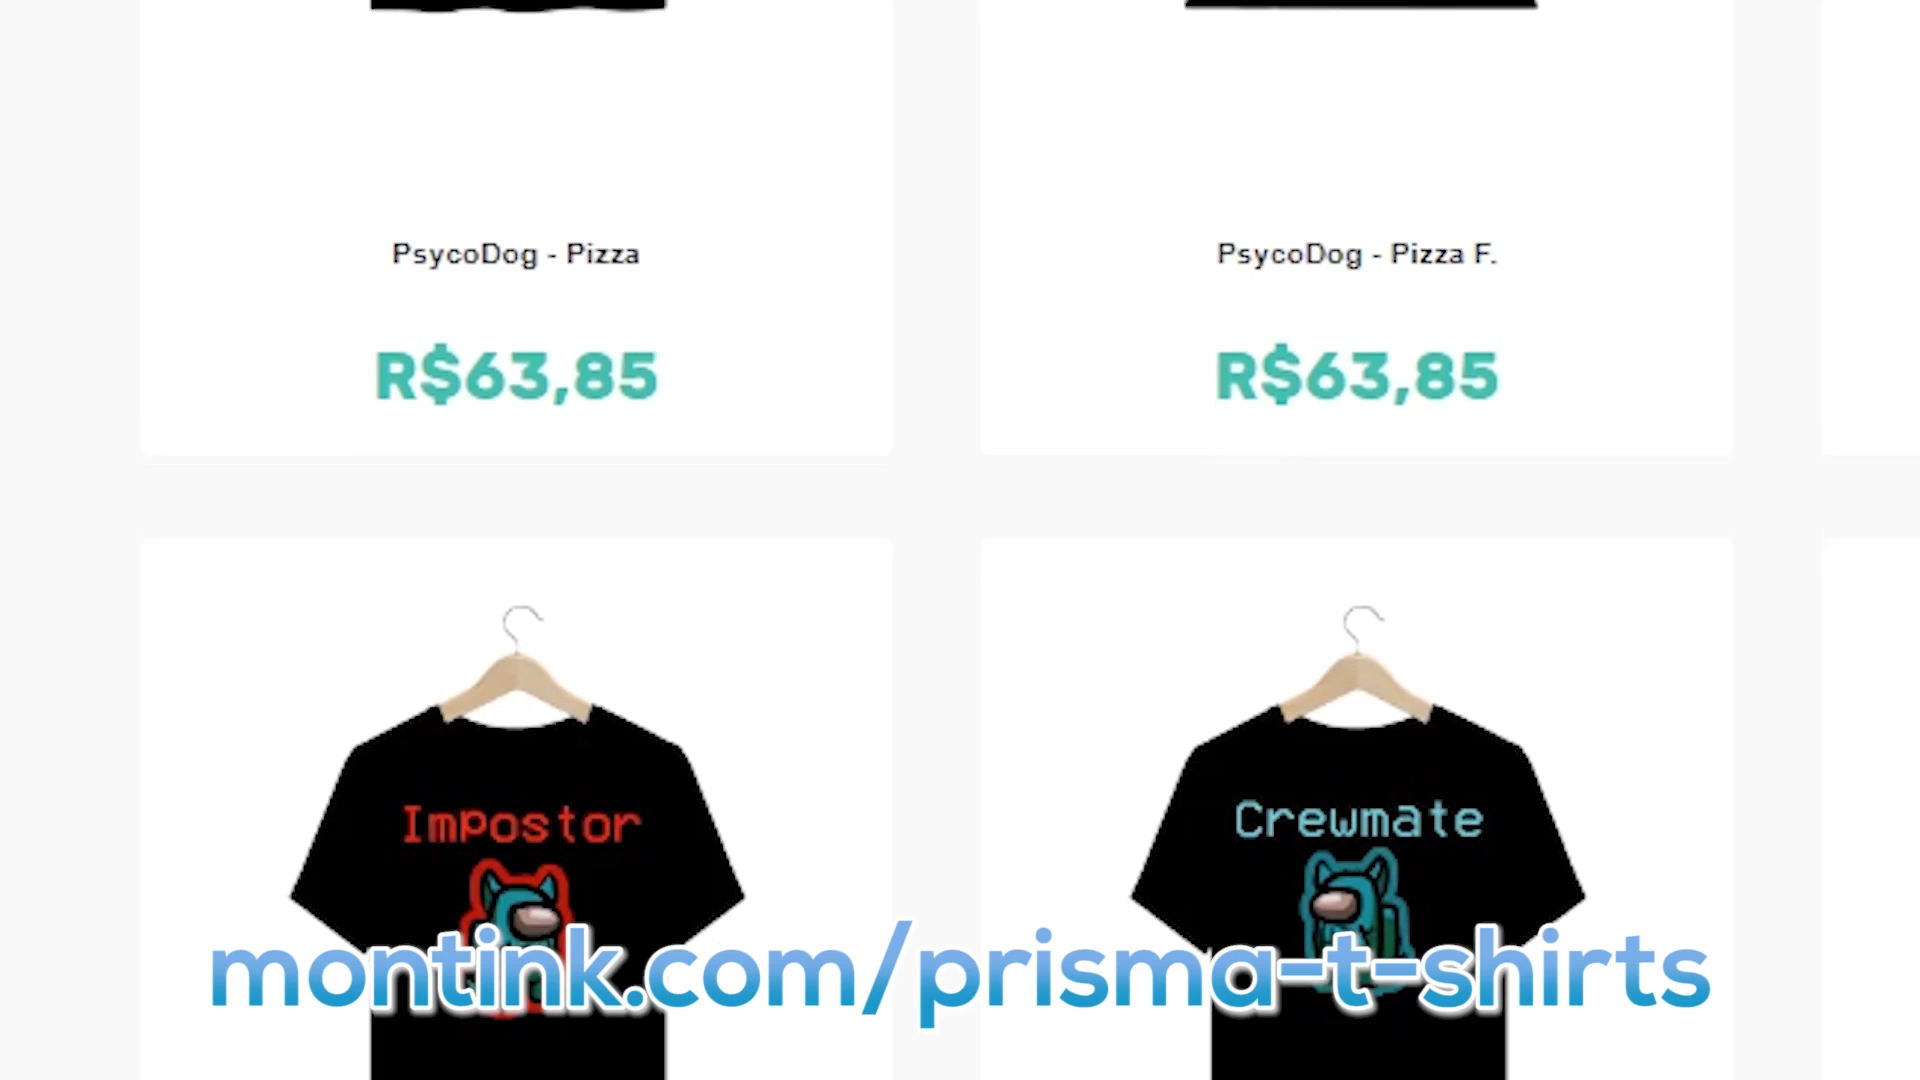 PsycoDog - Pizza
PsycoDog - Pizza F.
R$63,85
R$63,85
Impostor
Crewmate
montink.com/prisma-t-shirts